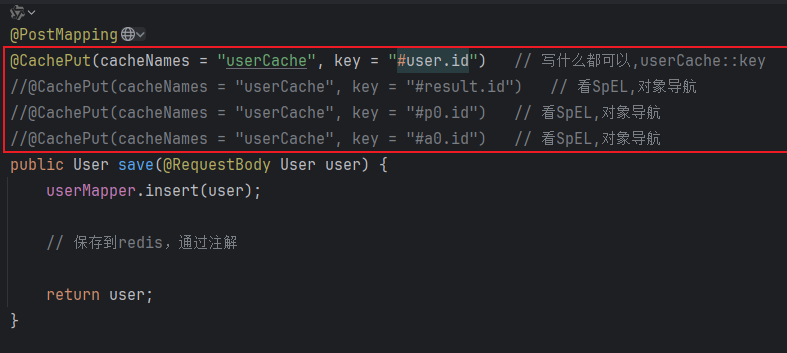 @PostMapping
@CachePut(cacheNames = "userCache", key = "#user.id")   // 写什么都可以,userCache::key
//@CachePut(cacheNames = "userCache", key = "#result.id")   // 看SpEL,对象导航
//@CachePut(cacheNames = "userCache", key = "#p0.id")   // 看SpEL,对象导航
//@CachePut(cacheNames = "userCache", key = "#a0.id")   // 看SpEL,对象导航
public User save(@RequestBody User user) {
    userMapper.insert(user);
    // 保存到redis，通过注解
    return user;
}